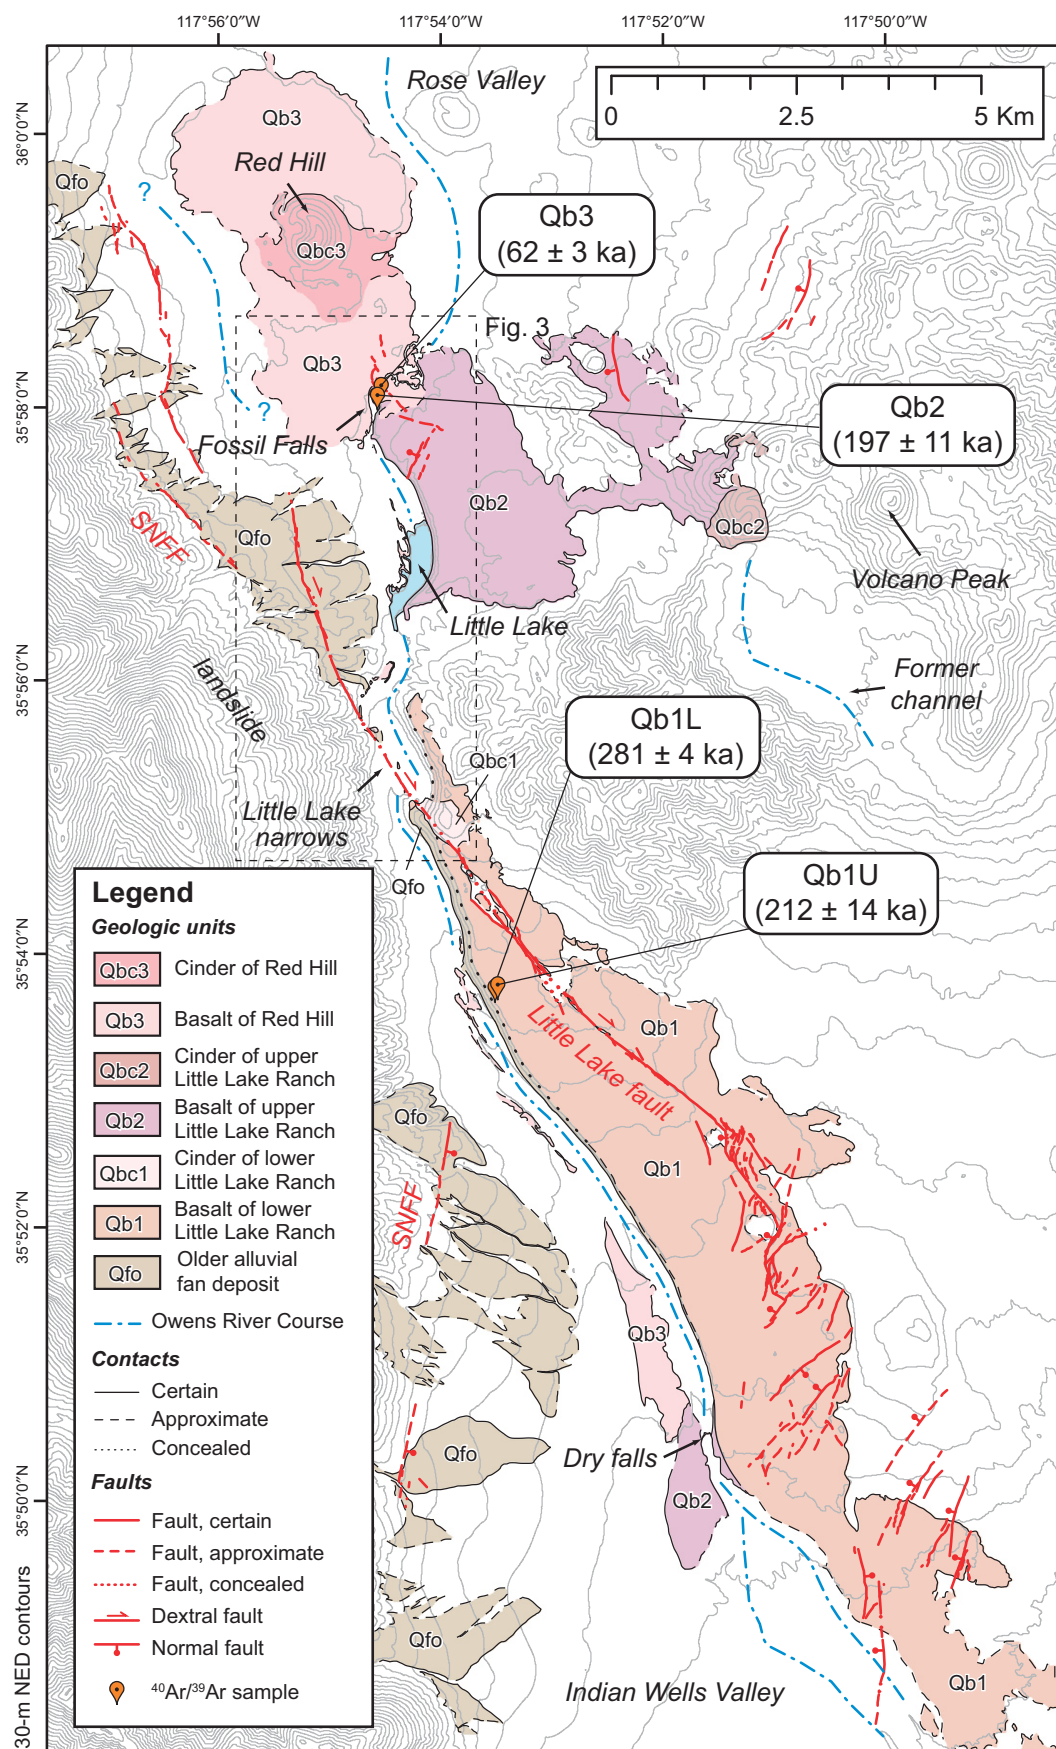 117°56′0″W
117°54′0″W
117°52′0″W
117°50′0″W
36°0′0″N
35°58′0″N
35°56′0″N
35°54′0″N
35°52′0″N
35°50′0″N
30-m NED contours
Rose Valley
0
2.5
5 Km
Qb3
Red Hill
Qfo
?
Qbc3
Qb3
(62 ± 3 ka)
Fig. 3
Qb3
?
Fossil Falls
Qb2
(197 ± 11 ka)
SNFF
Qfo
Qb2
Qbc2
Volcano Peak
Little Lake
landslide
Former
channel
Qb1L
(281 ± 4 ka)
Qbc1
Little Lake
narrows
Qfo
Qb1U
(212 ± 14 ka)
Little Lake fault
Qb1
Qb1
Qfo
SNFF
Qb3
Dry falls
Qb2
Qfo
Qfo
Indian Wells Valley
Qb1
Legend
Geologic units
Qbc3 Cinder of Red Hill
Qb3 Basalt of Red Hill
Qbc2 Cinder of upper
Little Lake Ranch
Qb2 Basalt of upper
Little Lake Ranch
Qbc1 Cinder of lower
Little Lake Ranch
Qb1 Basalt of lower
Little Lake Ranch
Qfo Older alluvial
fan deposit
Owens River Course
Contacts
Certain
Approximate
Concealed
Faults
Fault, certain
Fault, approximate
Fault, concealed
Dextral fault
Normal fault
⁴⁰Ar/³⁹Ar sample